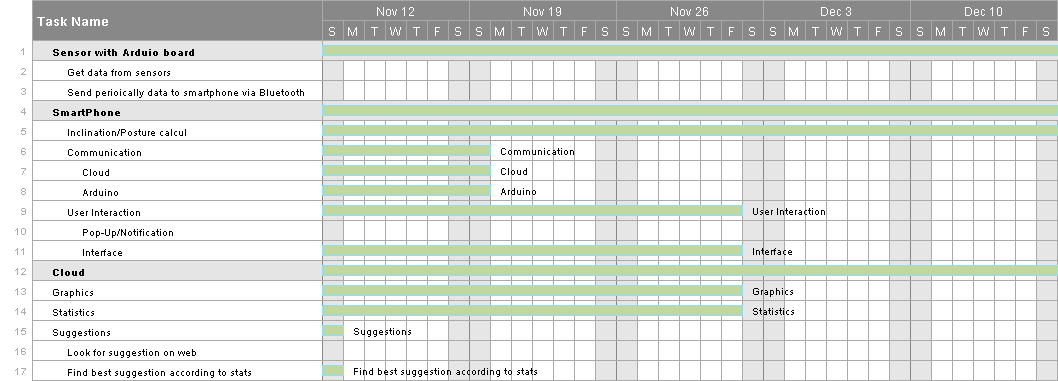 Task Name
Nov 12 Nov 19 Nov 26 Dec 3 Dec 10
S M T W T F S S M T W T F S S M T W T F S S M T W T F S S M T W T F S
1 Sensor with Arduio board
2 Get data from sensors
3 Send perioically data to smartphone via Bluetooth
4 SmartPhone
5 Inclination/Posture calcul
6 Communication Communication
7 Cloud Cloud
8 Arduino Arduino
9 User Interaction User Interaction
10 Pop-Up/Notification
11 Interface Interface
12 Cloud
13 Graphics Graphics
14 Statistics Statistics
15 Suggestions Suggestions
16 Look for suggestion on web
17 Find best suggestion according to stats Find best suggestion according to stats